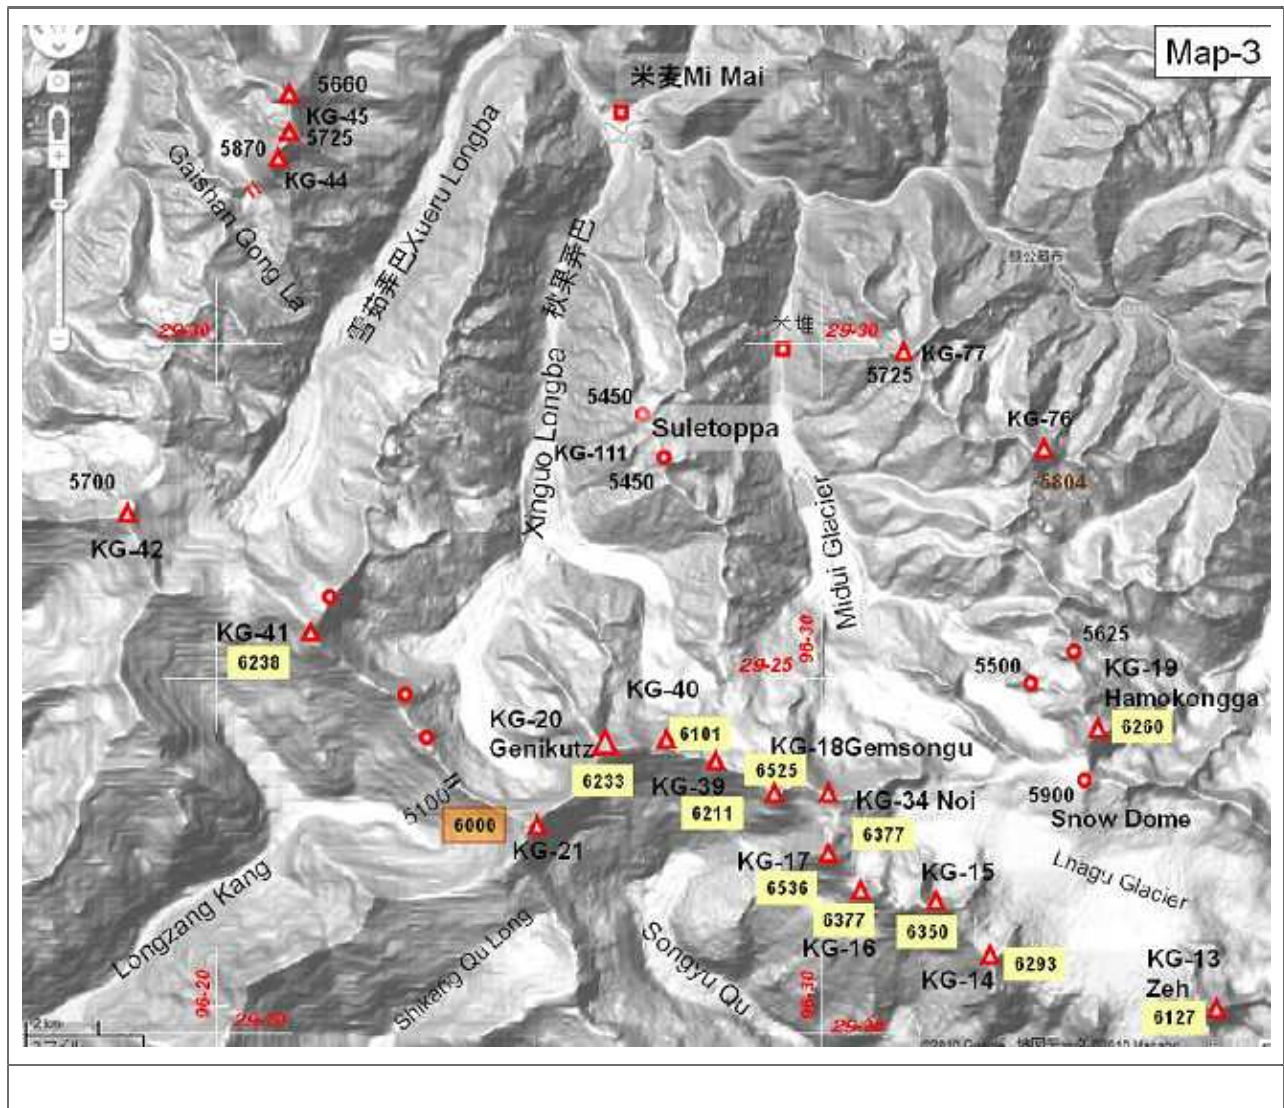 Map-3
米麦Mi Mai
5660
KG-45
5725
5870
KG-44
Gaishan Gong La
雪茹弄巴Xueru Longba
秋果弄巴
Xinguo Longba
29-30
29-30
KG-77
5725
5450
Suletoppa
KG-111
5450
KG-76
5804
5700
KG-42
Midui Glacier
KG-41
6238
96-30
29-25
5625
5500
KG-19
Hamokongga
6260
KG-40
KG-20
Genikutz
6101
6233
KG-18Gemsongu
6525
KG-39
6211
KG-34 Noi
6377
5900
Snow Dome
5100
6000
KG-21
KG-17
6536
6377
KG-16
KG-15
6350
Lnagu Glacier
KG-14
6293
KG-13
Zeh
6127
Longzang Kang
Shikang Qu Long
Songyu Qu
96-20
96-30
2 km